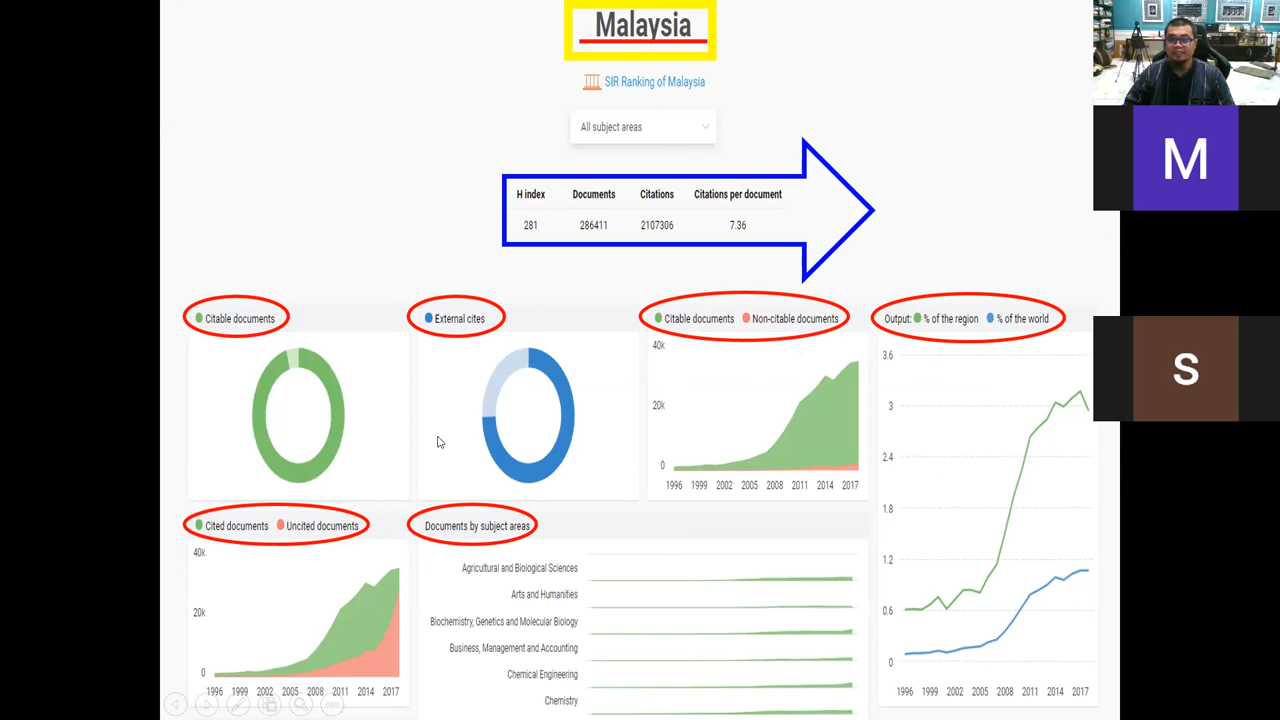 Malaysia
SIR Ranking of Malaysia
All subject areas
H index Documents Citations Citations per document
281 286411 2107306 7.36
Citable documents
External cites
Citable documents Non-citable documents
40k
20k
0
1996 1999 2002 2005 2008 2011 2014 2017
Output: % of the region % of the world
3.6
3
2.4
1.8
1.2
0.6
0
1996 1999 2002 2005 2008 2011 2014 2017
Cited documents Uncited documents
40k
20k
0
1996 1999 2002 2005 2008 2011 2014 2017
Documents by subject areas
Agricultural and Biological Sciences
Arts and Humanities
Biochemistry, Genetics and Molecular Biology
Business, Management and Accounting
Chemical Engineering
Chemistry
M
S